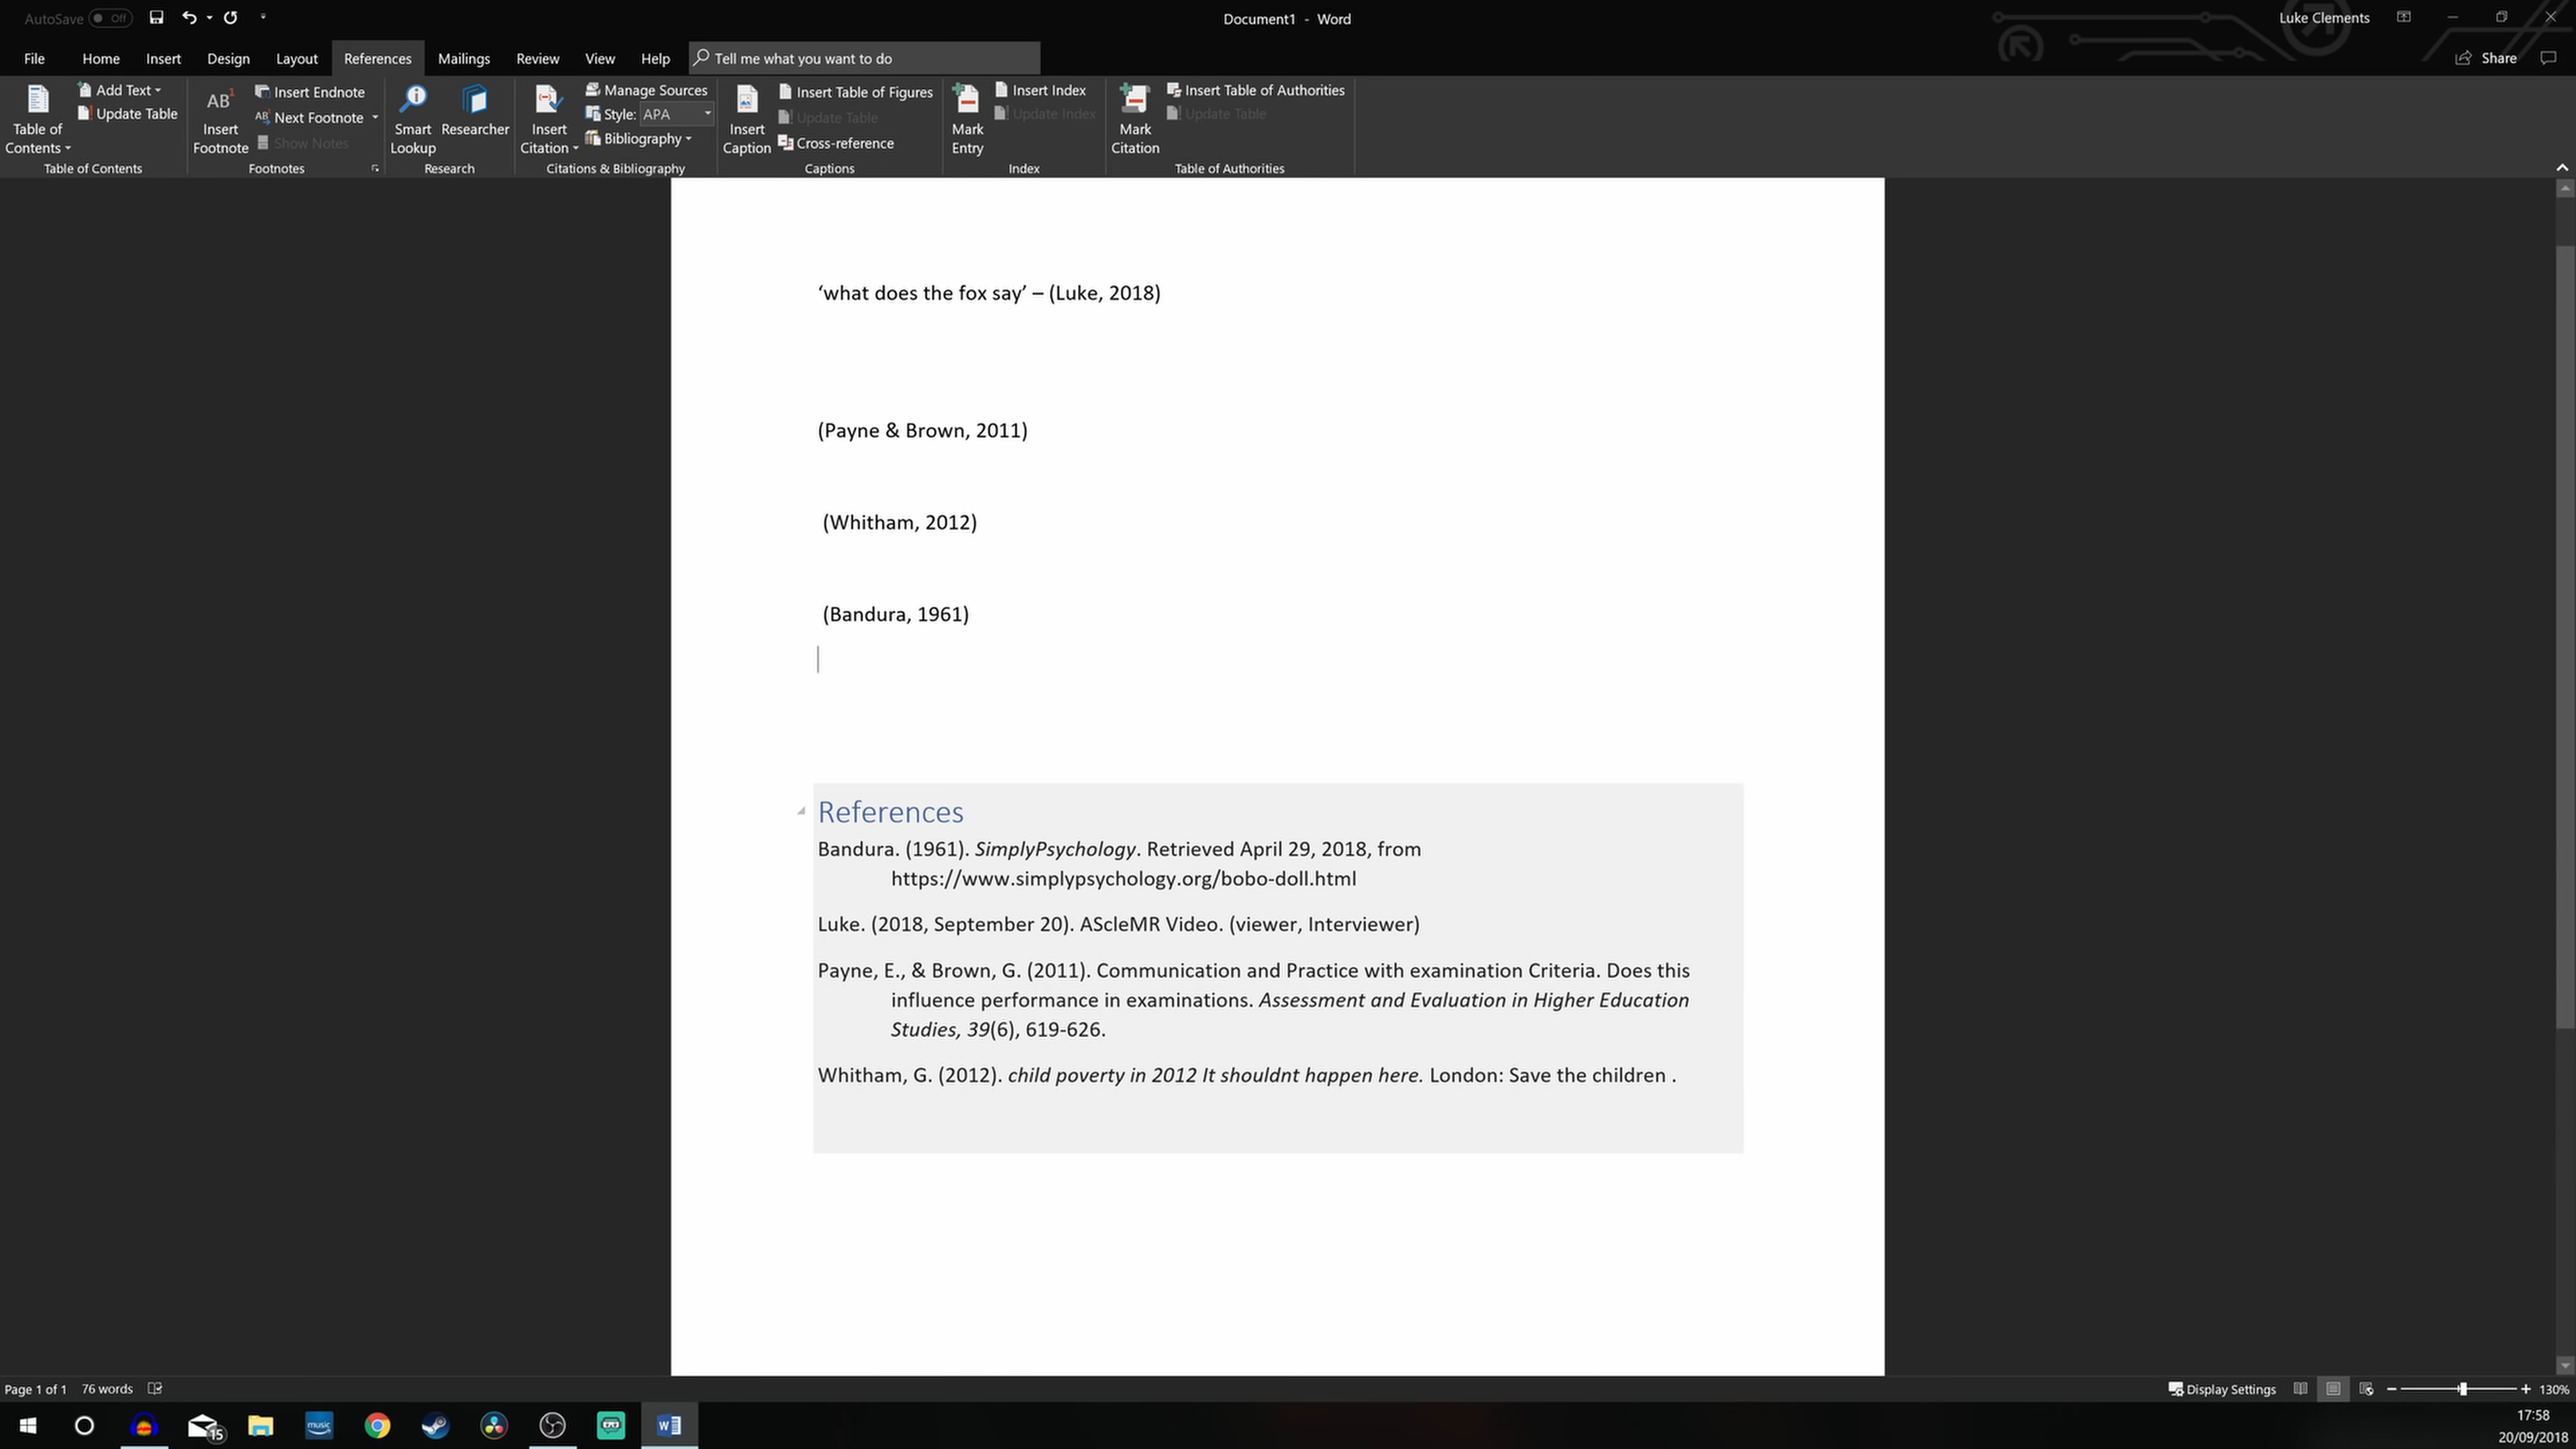 AutoSave Off
Document1 - Word
Luke Clements
File Home Insert Design Layout References Mailings Review View Help Tell me what you want to do
Share
Table of Contents
Add Text
Update Table
Table of Contents
AB1
Insert Footnote
Insert Endnote
AB Next Footnote
Show Notes
Footnotes
Smart Lookup
Researcher
Research
Insert Citation
Manage Sources
Style: APA
Bibliography
Citations & Bibliography
Insert Caption
Insert Table of Figures
Update Table
Cross-reference
Captions
Mark Entry
Insert Index
Update Index
Index
Mark Citation
Insert Table of Authorities
Update Table
Table of Authorities
‘what does the fox say’ – (Luke, 2018)
(Payne & Brown, 2011)
(Whitham, 2012)
(Bandura, 1961)
References
Bandura. (1961). SimplyPsychology. Retrieved April 29, 2018, from
https://www.simplypsychology.org/bobo-doll.html
Luke. (2018, September 20). AScleMR Video. (viewer, Interviewer)
Payne, E., & Brown, G. (2011). Communication and Practice with examination Criteria. Does this
influence performance in examinations. Assessment and Evaluation in Higher Education
Studies, 39(6), 619-626.
Whitham, G. (2012). child poverty in 2012 It shouldnt happen here. London: Save the children .
Page 1 of 1 76 words
Display Settings
130%
15
music
W
17:58
20/09/2018